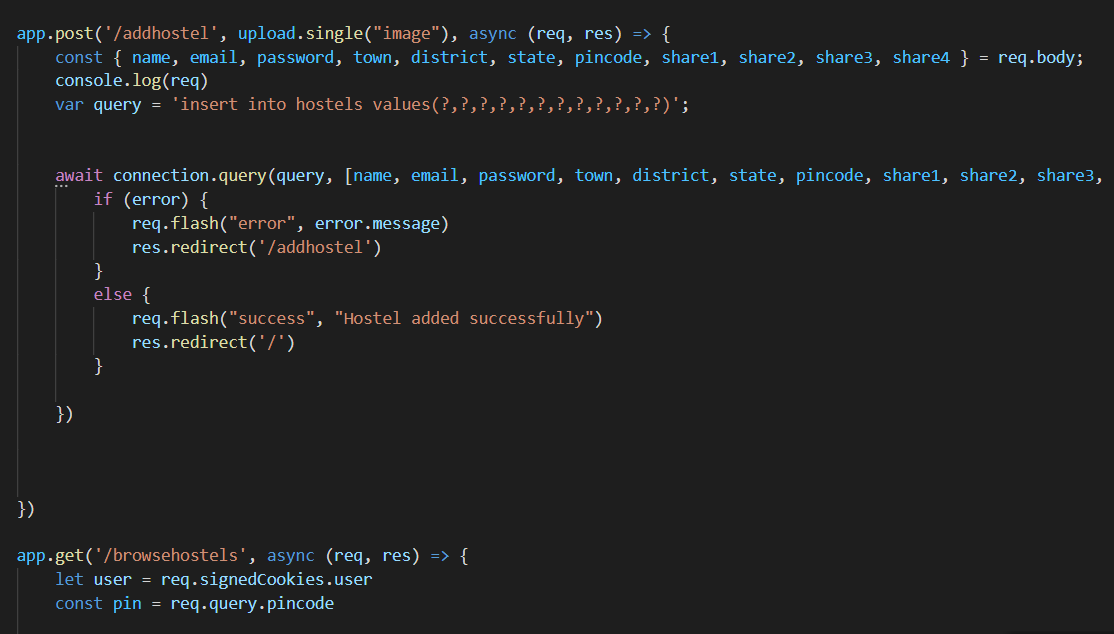 app.post('/addhostel', upload.single("image"), async (req, res) => {
    const { name, email, password, town, district, state, pincode, share1, share2, share3, share4 } = req.body;
    console.log(req)
    var query = 'insert into hostels values(?,?,?,?,?,?,?,?,?,?,?,?)';
    await connection.query(query, [name, email, password, town, district, state, pincode, share1, share2, share3,
        if (error) {
            req.flash("error", error.message)
            res.redirect('/addhostel')
        }
        else {
            req.flash("success", "Hostel added successfully")
            res.redirect('/')
        }
    })
})
app.get('/browsehostels', async (req, res) => {
    let user = req.signedCookies.user
    const pin = req.query.pincode